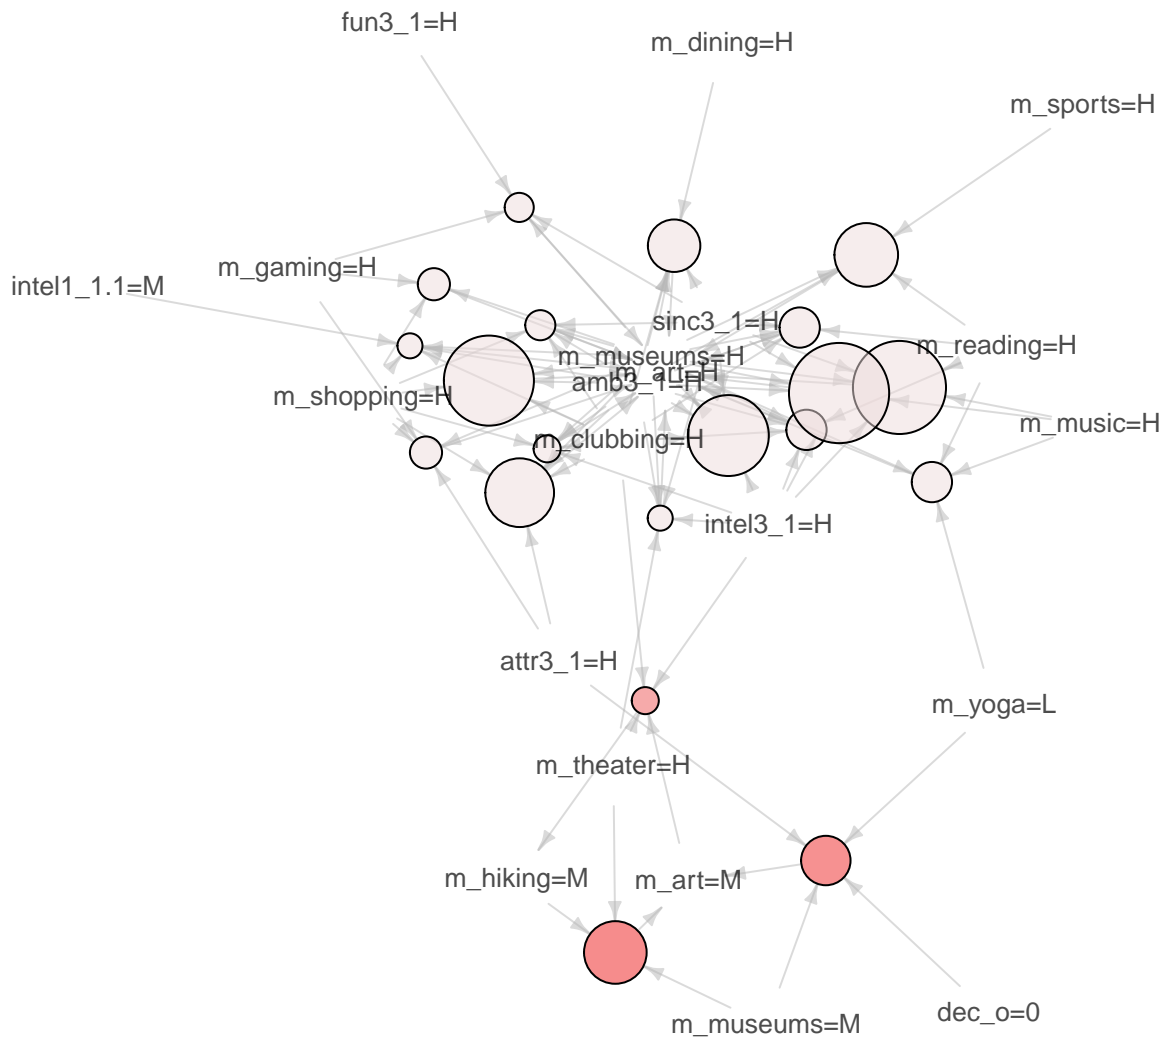 fun3_1=H
m_dining=H
m_sports=H
m_gaming=H
intel1_1.1=M
sinc3_1=H
m_reading=H
m_museums=H
m_art=H
amb3_1=H
m_shopping=H
m_music=H
m_clubbing=H
intel3_1=H
attr3_1=H
m_yoga=L
m_theater=H
m_hiking=M
m_art=M
dec_o=0
m_museums=M